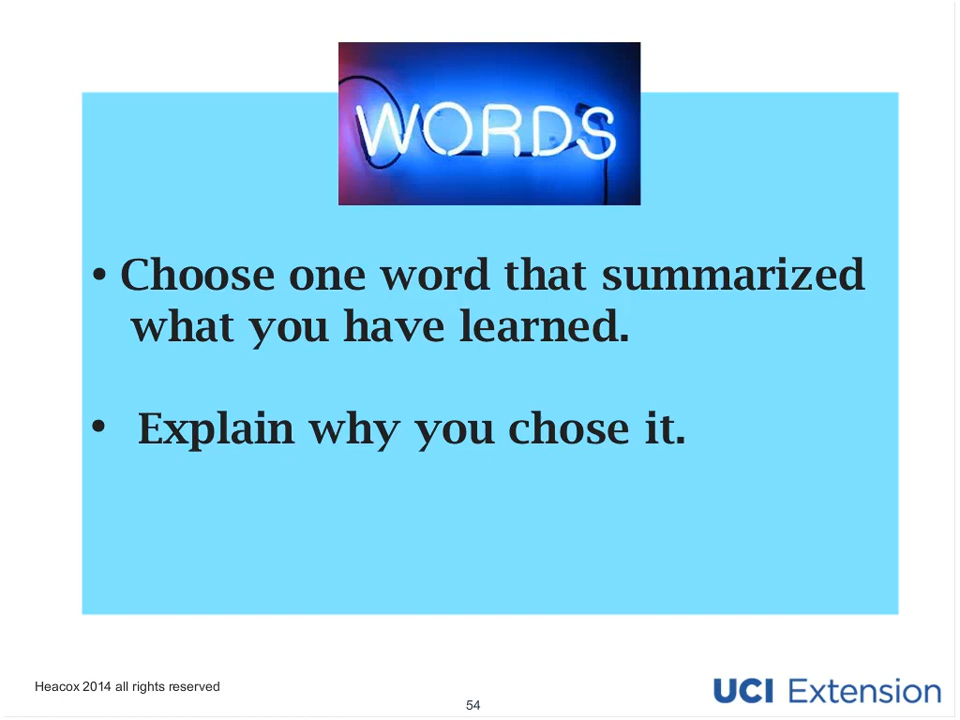 WORDS
• Choose one word that summarized
what you have learned.
• Explain why you chose it.
Heacox 2014 all rights reserved
54
UCI Extension